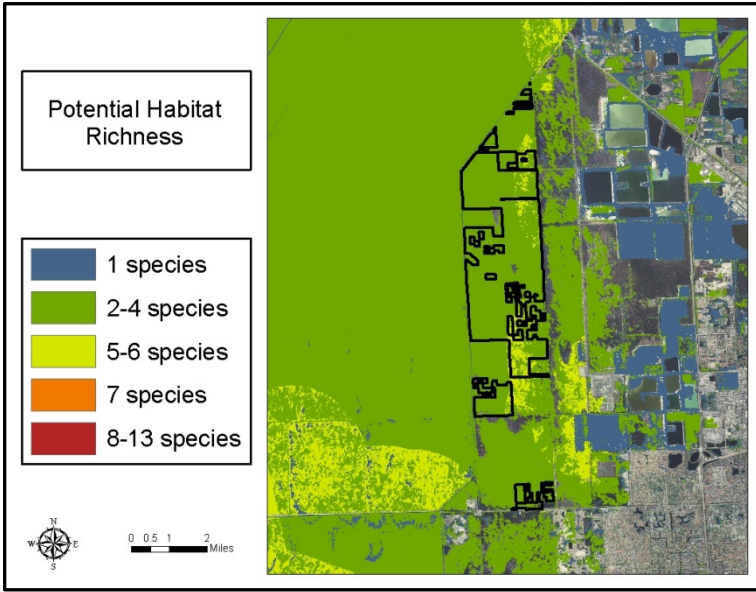 Potential Habitat
Richness
1 species
2-4 species
5-6 species
7 species
8-13 species
N
W E
S
0 0.5 1 2
Miles